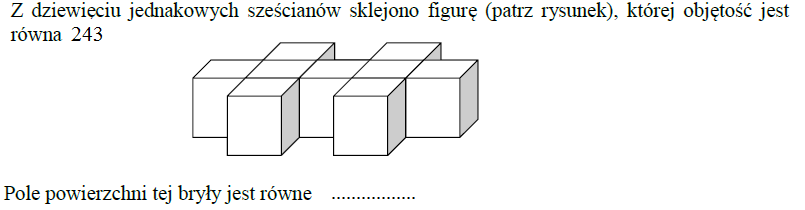 Z dziewięciu jednakowych sześcianów sklejono figurę (patrz rysunek), której objętość jest
równa 243
Pole powierzchni tej bryły jest równe .................